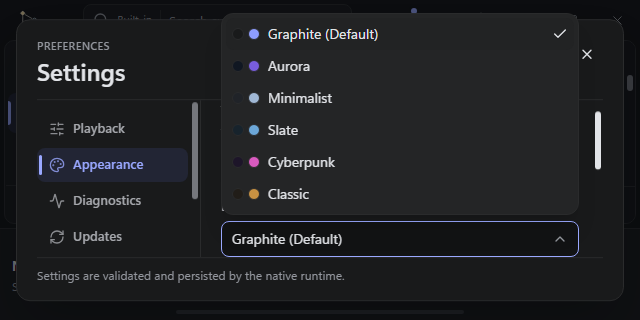 PREFERENCES
Settings
Playback
Appearance
Diagnostics
Updates
Graphite (Default)
Aurora
Minimalist
Slate
Cyberpunk
Classic
Graphite (Default)
Settings are validated and persisted by the native runtime.